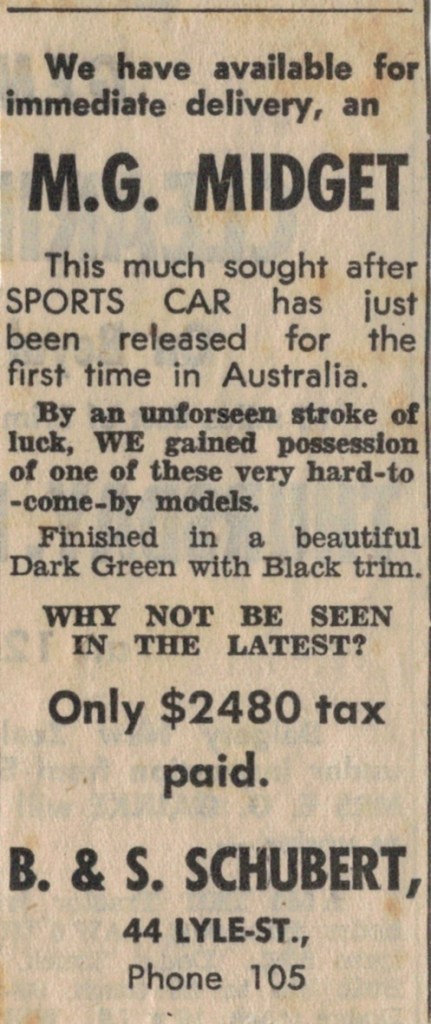 We have available for
immediate delivery, an
M.G. MIDGET
This much sought after
SPORTS CAR has just
been released for the
first time in Australia.
By an unforseen stroke of
luck, WE gained possession
of one of these very hard-to
-come-by models.
Finished in a beautiful
Dark Green with Black trim.
WHY NOT BE SEEN
IN THE LATEST?
Only $2480 tax
paid.
B. & S. SCHUBERT,
44 LYLE-ST.,
Phone 105